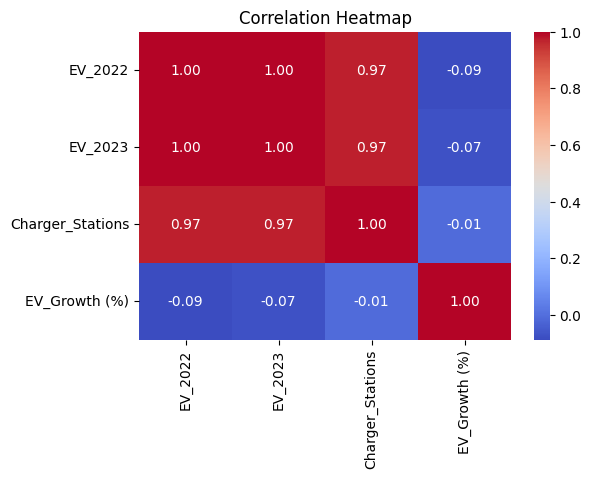 Correlation Heatmap
EV_2022
EV_2023
Charger_Stations
EV_Growth (%)
1.00 1.00 0.97 -0.09
1.00 1.00 0.97 -0.07
0.97 0.97 1.00 -0.01
-0.09 -0.07 -0.01 1.00
EV_2022
EV_2023
Charger_Stations
EV_Growth (%)
1.0
0.8
0.6
0.4
0.2
0.0